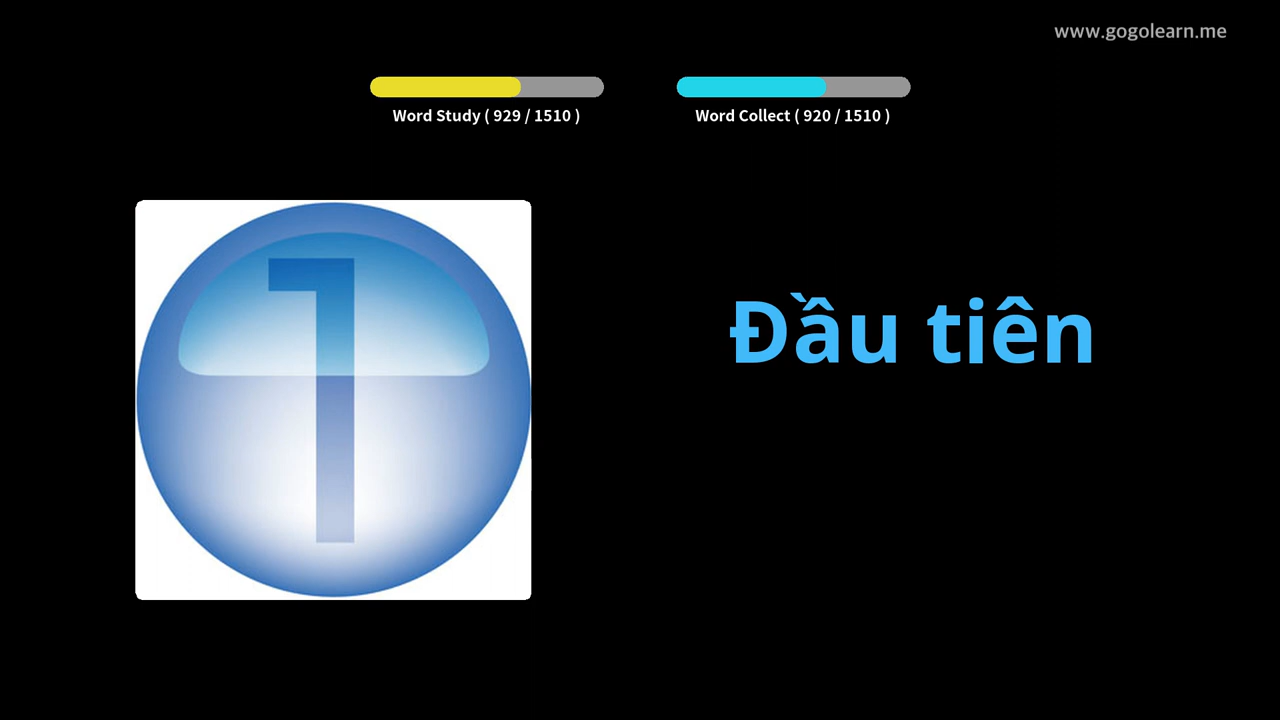 www.gogolearn.me
Word Study ( 929 / 1510 )
Word Collect ( 920 / 1510 )
1
Đầu tiên